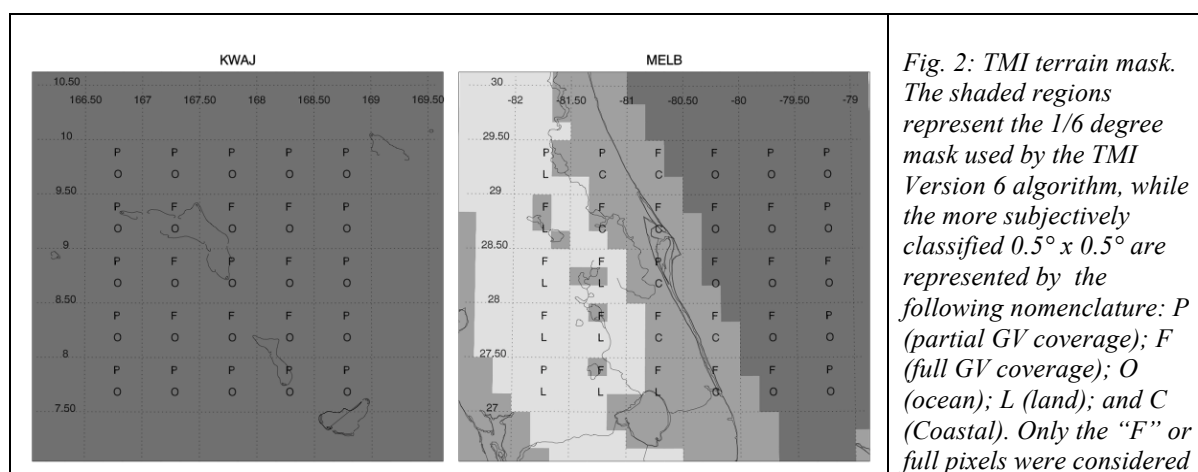 KWAJ
10.50
166.50 167 167.50 168 168.50 169 169.50
10
P P P P P
O O O O O
9.50
F F F F P
O O O O O
9
F F P F P
O O O O O
8.50
F F F F P
O O O O O
8
P F F P
O O O O O
7.50
MELB
30
-82 -81.50 -81 -80.50 -80 -79.50 -79
29.50
P P F F P P
L C C O O O
29
F F F F F P
L C C O O O
28.50
F F P F F F
L L C O O O
28
F F F F F F
L L C C O O
27.50
P F F F F P
L L L C O O
27
Fig. 2: TMI terrain mask.
The shaded regions
represent the 1/6 degree
mask used by the TMI
Version 6 algorithm, while
the more subjectively
classified 0.5° x 0.5° are
represented by the
following nomenclature: P
(partial GV coverage); F
(full GV coverage); O
(ocean); L (land); and C
(Coastal). Only the “F” or
full pixels were considered